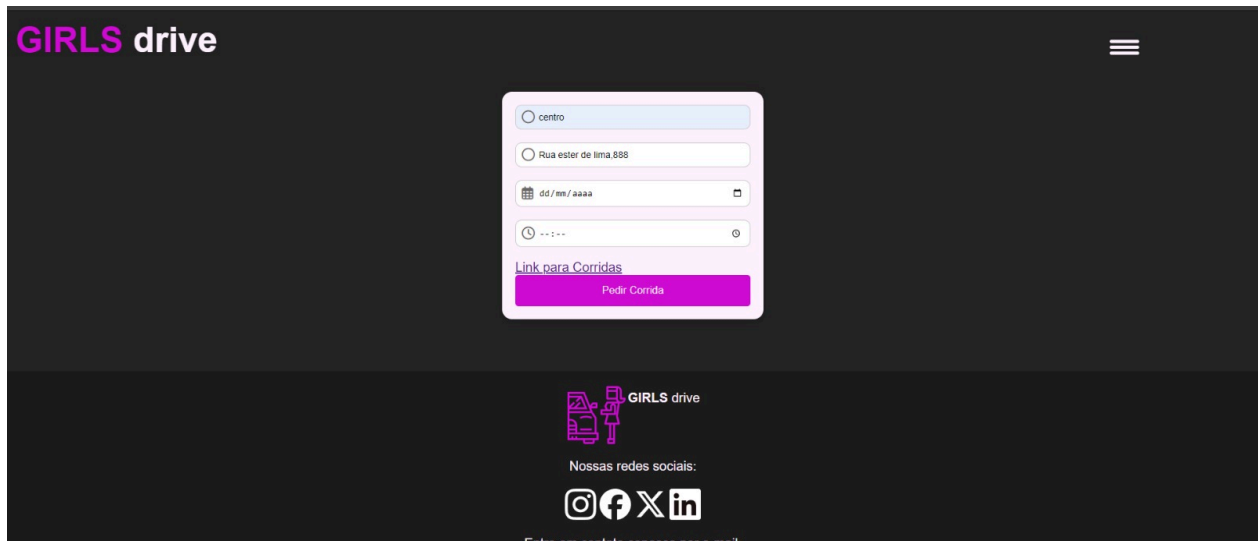 GIRLS drive
centro
Rua ester de lima,888
dd/mm/aaaa
--:--
Link para Corridas
Pedir Corrida
GIRLS drive
Nossas redes sociais: